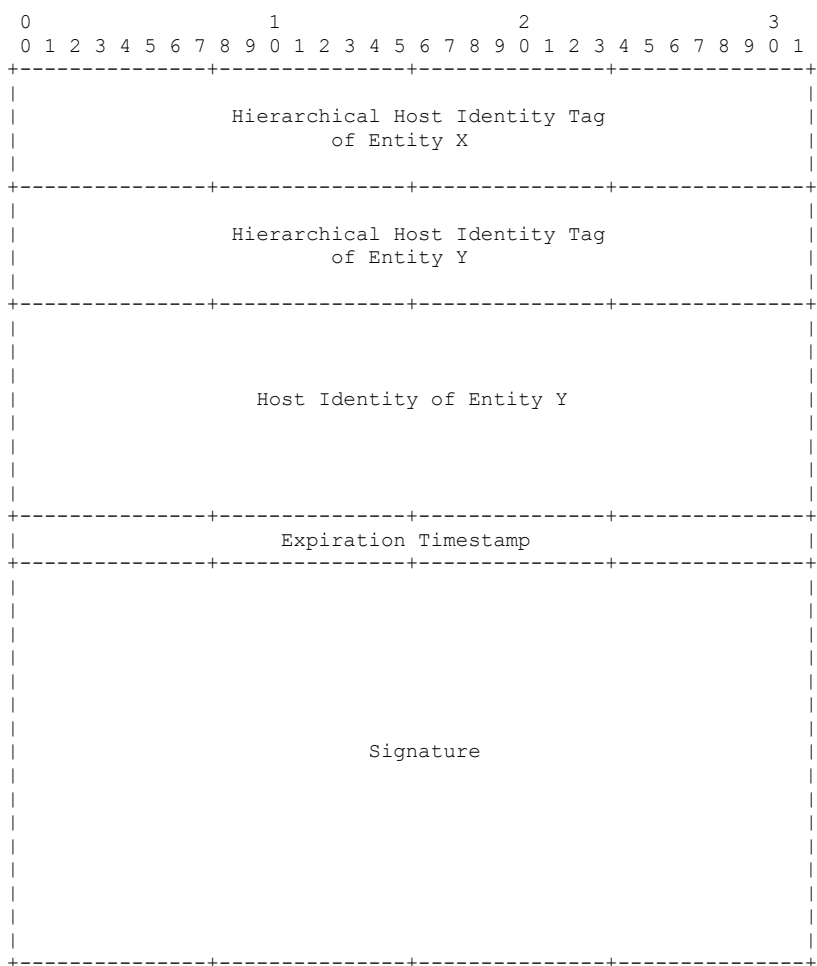 0 1 2 3
0 1 2 3 4 5 6 7 8 9 0 1 2 3 4 5 6 7 8 9 0 1 2 3 4 5 6 7 8 9 0 1
Hierarchical Host Identity Tag
of Entity X
Hierarchical Host Identity Tag
of Entity Y
Host Identity of Entity Y
Expiration Timestamp
Signature